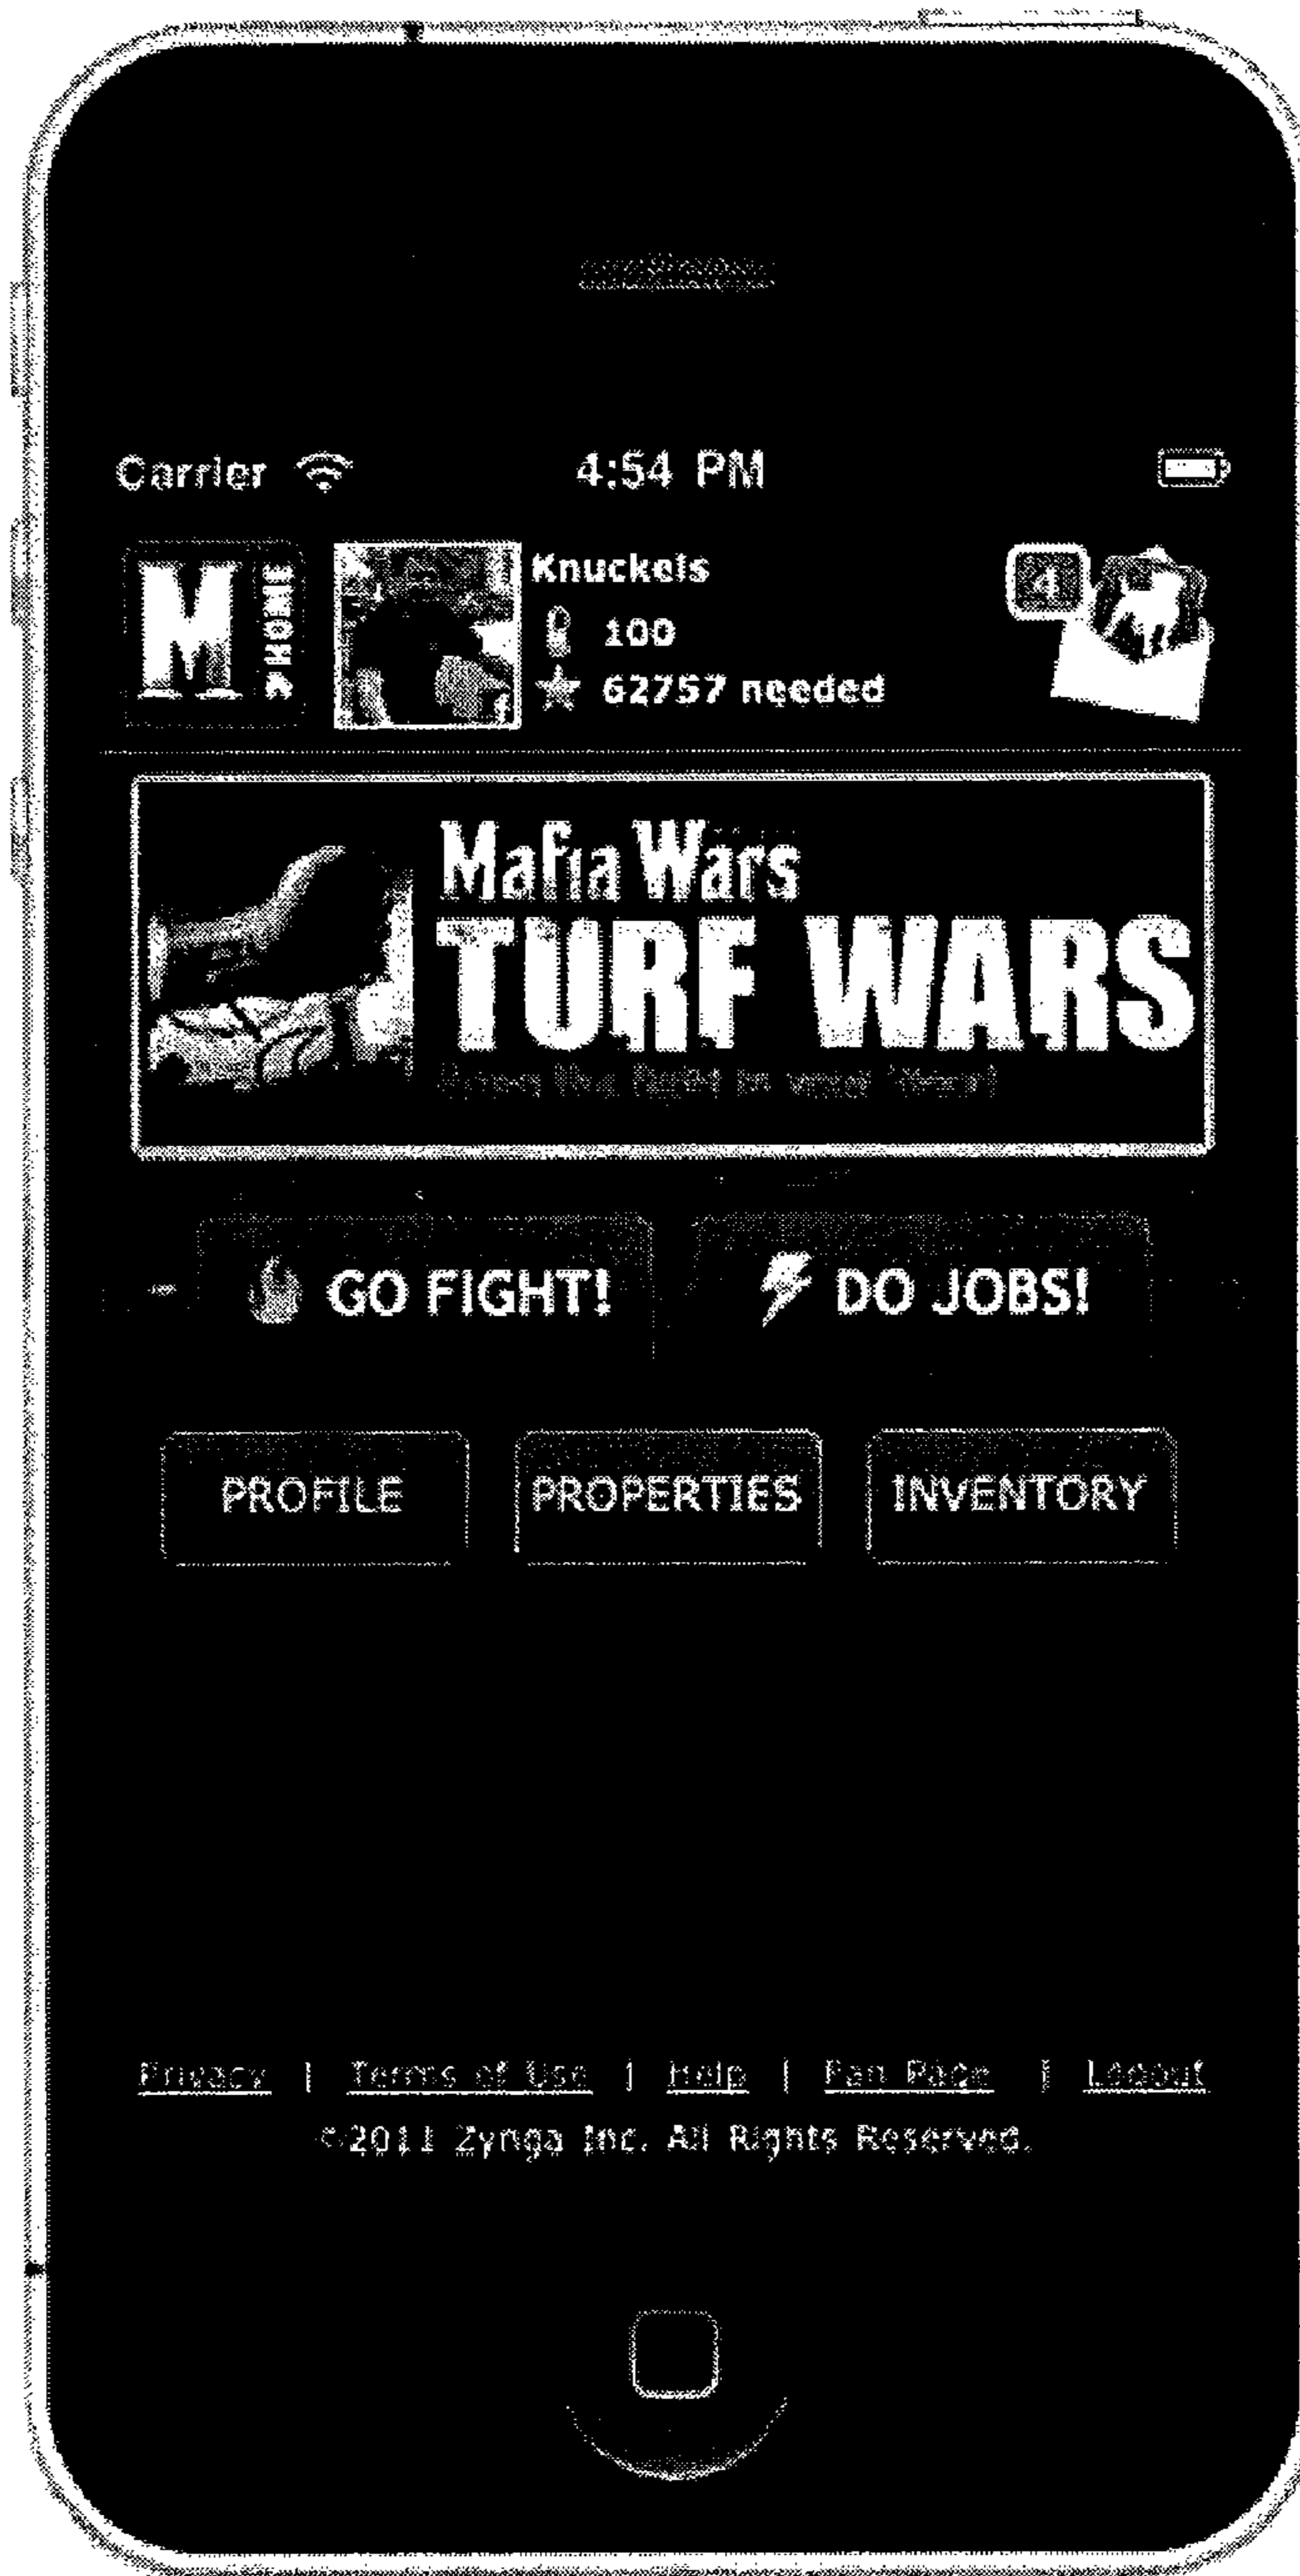 Carrier 4:54 PM
M HOME
Knuckels
100
62757 needed
4
Mafia Wars
TURF WARS
GO FIGHT!
DO JOBS!
PROFILE PROPERTIES INVENTORY
Privacy | Terms of Use | Help | Fan Page | Logout
©2011 Zynga Inc. All Rights Reserved.